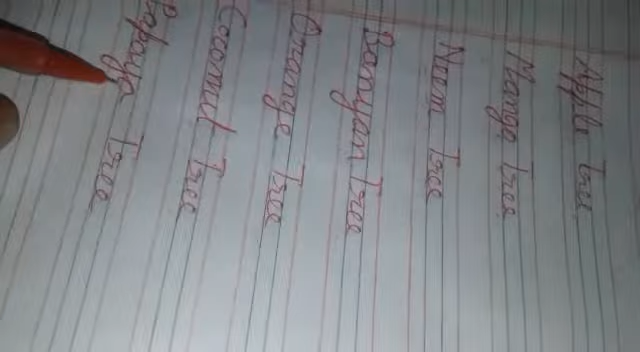 Apple Tree
Mango Tree
Neem Tree
Banyan Tree
Orange Tree
Coconut Tree
Papaya Tree